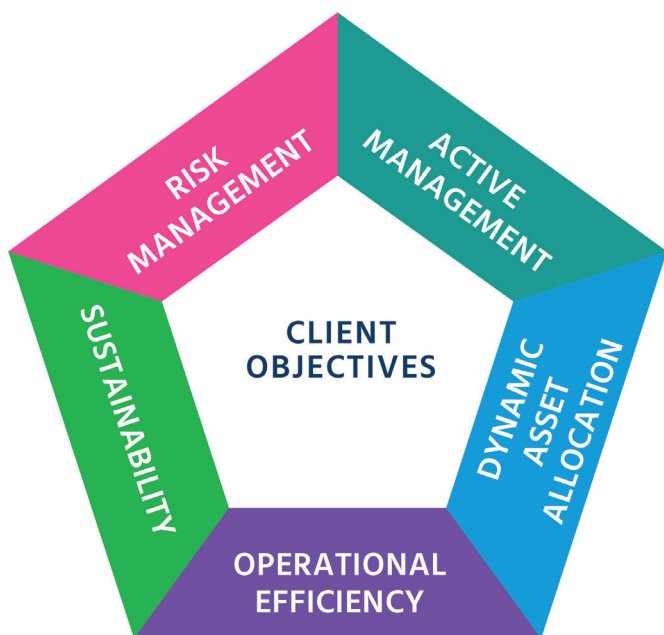 RISK
MANAGEMENT
ACTIVE
MANAGEMENT
CLIENT
OBJECTIVES
SUSTAINABILITY
DYNAMIC
ASSET
ALLOCATION
OPERATIONAL
EFFICIENCY